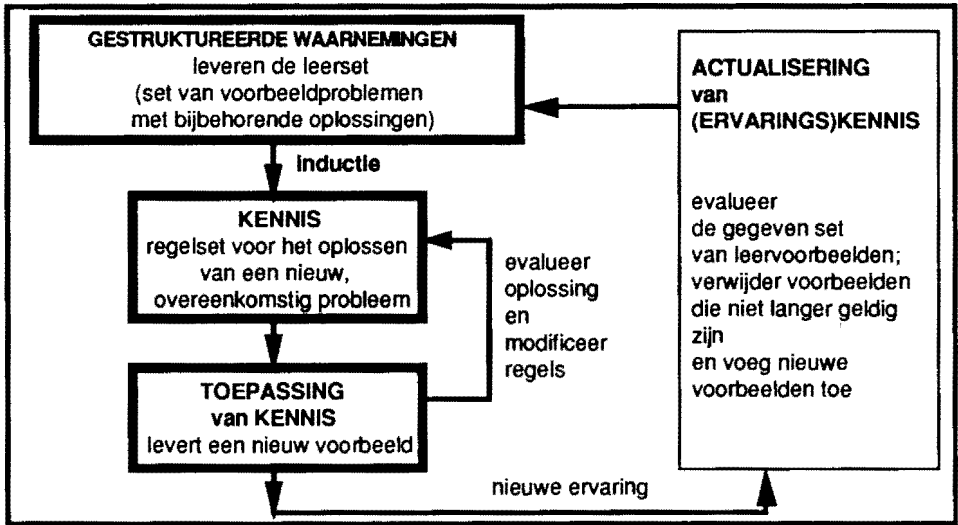 GESTRUKTUREERDE WAARNEMINGEN
leveren de leerset
(set van voorbeeldproblemen
met bijbehorende oplossingen)
inductie
KENNIS
regelset voor het oplossen
van een nieuw,
overeenkomstig probleem
evalueer
oplossing
en
modificeer
regels
TOEPASSING
van KENNIS
levert een nieuw voorbeeld
nieuwe ervaring
ACTUALISERING
van
(ERVARINGS)KENNIS
evalueer
de gegeven set
van leervoorbeelden;
verwijder voorbeelden
die niet langer geldig
zijn
en voeg nieuwe
voorbeelden toe